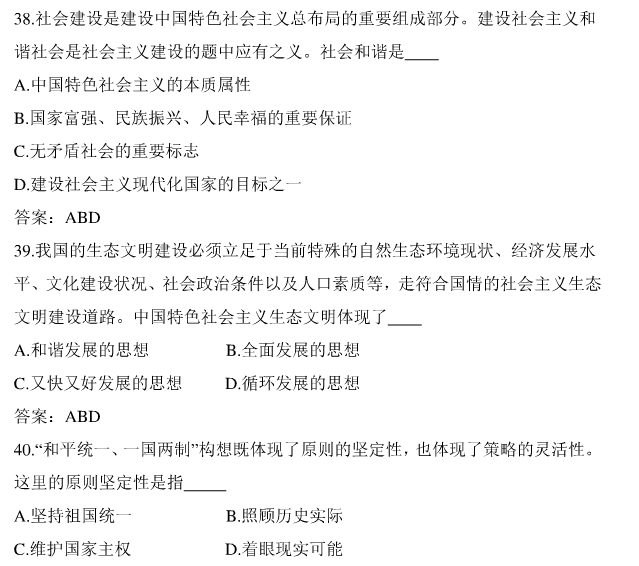 38.社会建设是建设中国特色社会主义总布局的重要组成部分。建设社会主义和
谐社会是社会主义建设的题中应有之义。社会和谐是____
A.中国特色社会主义的本质属性
B.国家富强、民族振兴、人民幸福的重要保证
C.无矛盾社会的重要标志
D.建设社会主义现代化国家的目标之一
答案：ABD
39.我国的生态文明建设必须立足于当前特殊的自然生态环境现状、经济发展水
平、文化建设状况、社会政治条件以及人口素质等，走符合国情的社会主义生态
文明建设道路。中国特色社会主义生态文明体现了____
A.和谐发展的思想 B.全面发展的思想
C.又快又好发展的思想 D.循环发展的思想
答案：ABD
40.“和平统一、一国两制”构想既体现了原则的坚定性，也体现了策略的灵活性。
这里的原则坚定性是指_____
A.坚持祖国统一 B.照顾历史实际
C.维护国家主权 D.着眼现实可能